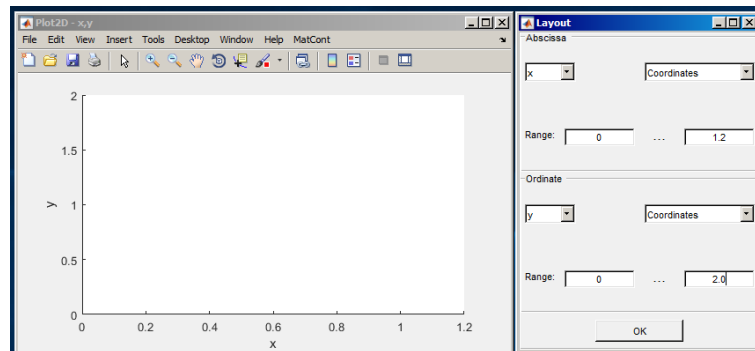 Plot2D - x,y
File Edit View Insert Tools Desktop Window Help MatCont
2
1.5
1
0.5
0
y
0 0.2 0.4 0.6 0.8 1 1.2
x
Layout
Abscissa
x Coordinates
Range: 0 ... 1.2
Ordinate
y Coordinates
Range: 0 ... 2.0
OK